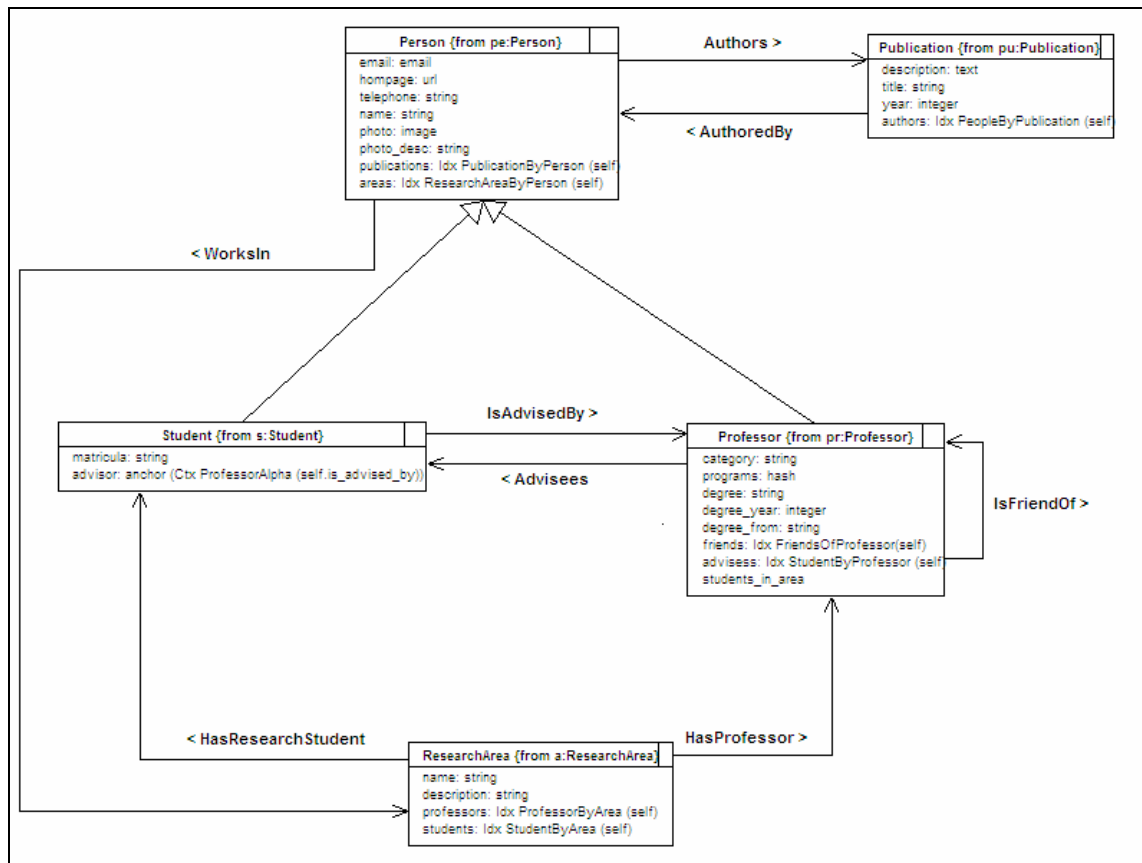 Person {from pe:Person}
email: email
hompage: url
telephone: string
name: string
photo: image
photo_desc: string
publications: Idx PublicationByPerson (self)
areas: Idx ResearchAreaByPerson (self)
Authors >
< AuthoredBy
Publication {from pu:Publication}
description: text
title: string
year: integer
authors: Idx PeopleByPublication (self)
< WorksIn
Student {from s:Student}
matricula: string
advisor: anchor (Ctx ProfessorAlpha (self.is_advised_by))
IsAdvisedBy >
< Advisees
Professor {from pr:Professor}
category: string
programs: hash
degree: string
degree_year: integer
degree_from: string
friends: Idx FriendsOfProfessor(self)
advisess: Idx StudentByProfessor (self)
students_in_area
IsFriendOf >
< HasResearchStudent
HasProfessor >
ResearchArea {from a:ResearchArea}
name: string
description: string
professors: Idx ProfessorByArea (self)
students: Idx StudentByArea (self)